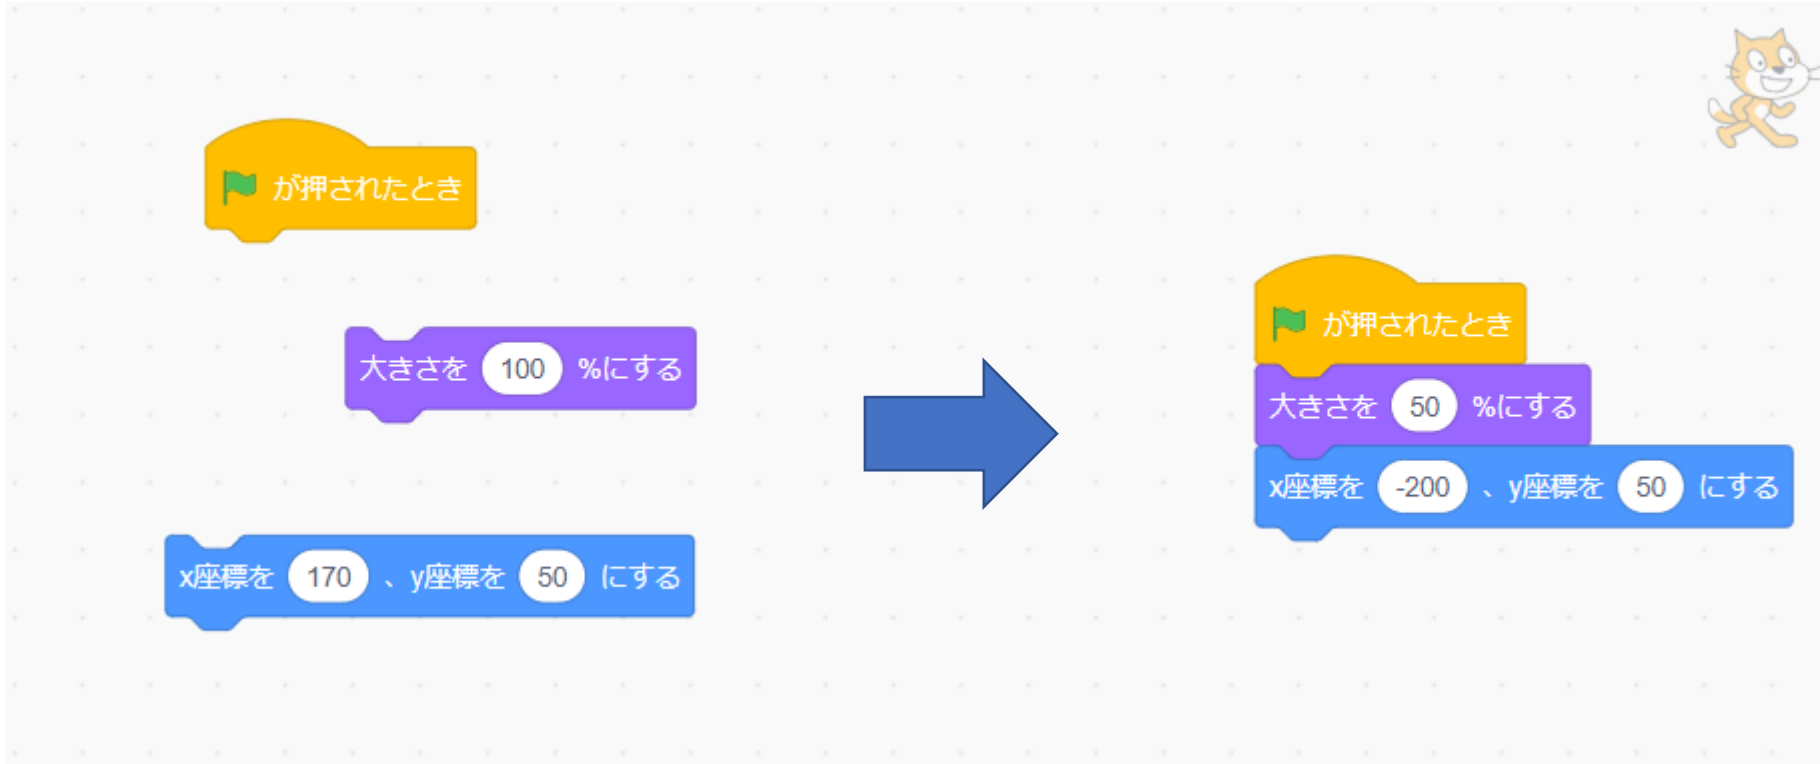 が押されたとき
大きさを 100 %にする
x座標を 170 、y座標を 50 にする
が押されたとき
大きさを 50 %にする
x座標を -200 、y座標を 50 にする